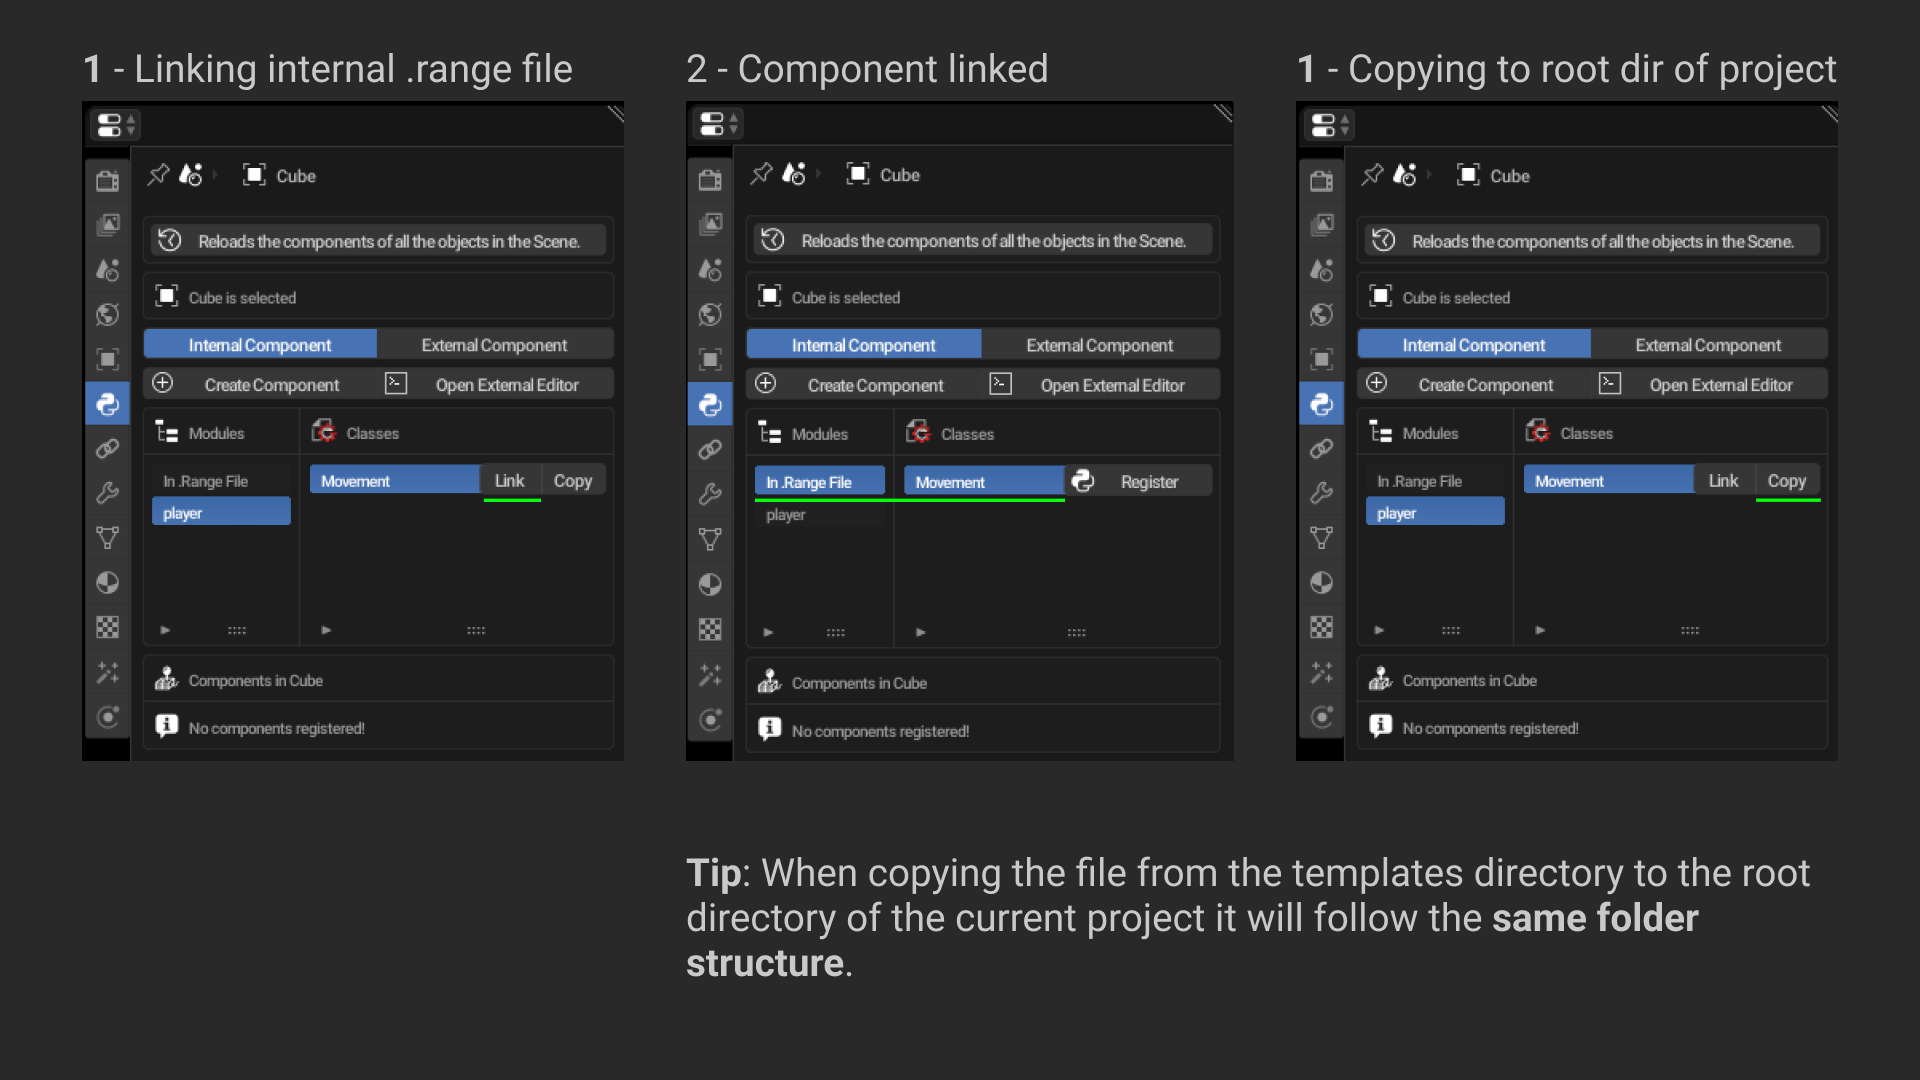 1 - Linking internal .range file
Cube
Reloads the components of all the objects in the Scene.
Cube is selected
Internal Component External Component
Create Component Open External Editor
Modules Classes
In .Range File Movement Link Copy
player
Components in Cube
No components registered!
2 - Component linked
Cube
Reloads the components of all the objects in the Scene.
Cube is selected
Internal Component External Component
Create Component Open External Editor
Modules Classes
In .Range File Movement Register
player
Components in Cube
No components registered!
1 - Copying to root dir of project
Cube
Reloads the components of all the objects in the Scene.
Cube is selected
Internal Component External Component
Create Component Open External Editor
Modules Classes
In .Range File Movement Link Copy
player
Components in Cube
No components registered!
Tip: When copying the file from the templates directory to the root
directory of the current project it will follow the same folder
structure.